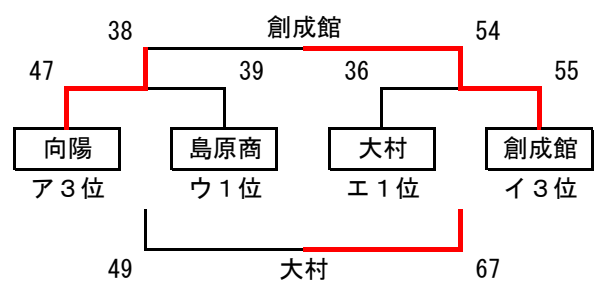 38 創成館 54
47 39 36 55
向陽 島原商 大村 創成館
ア３位 ウ１位 エ１位 イ３位
49 大村 67